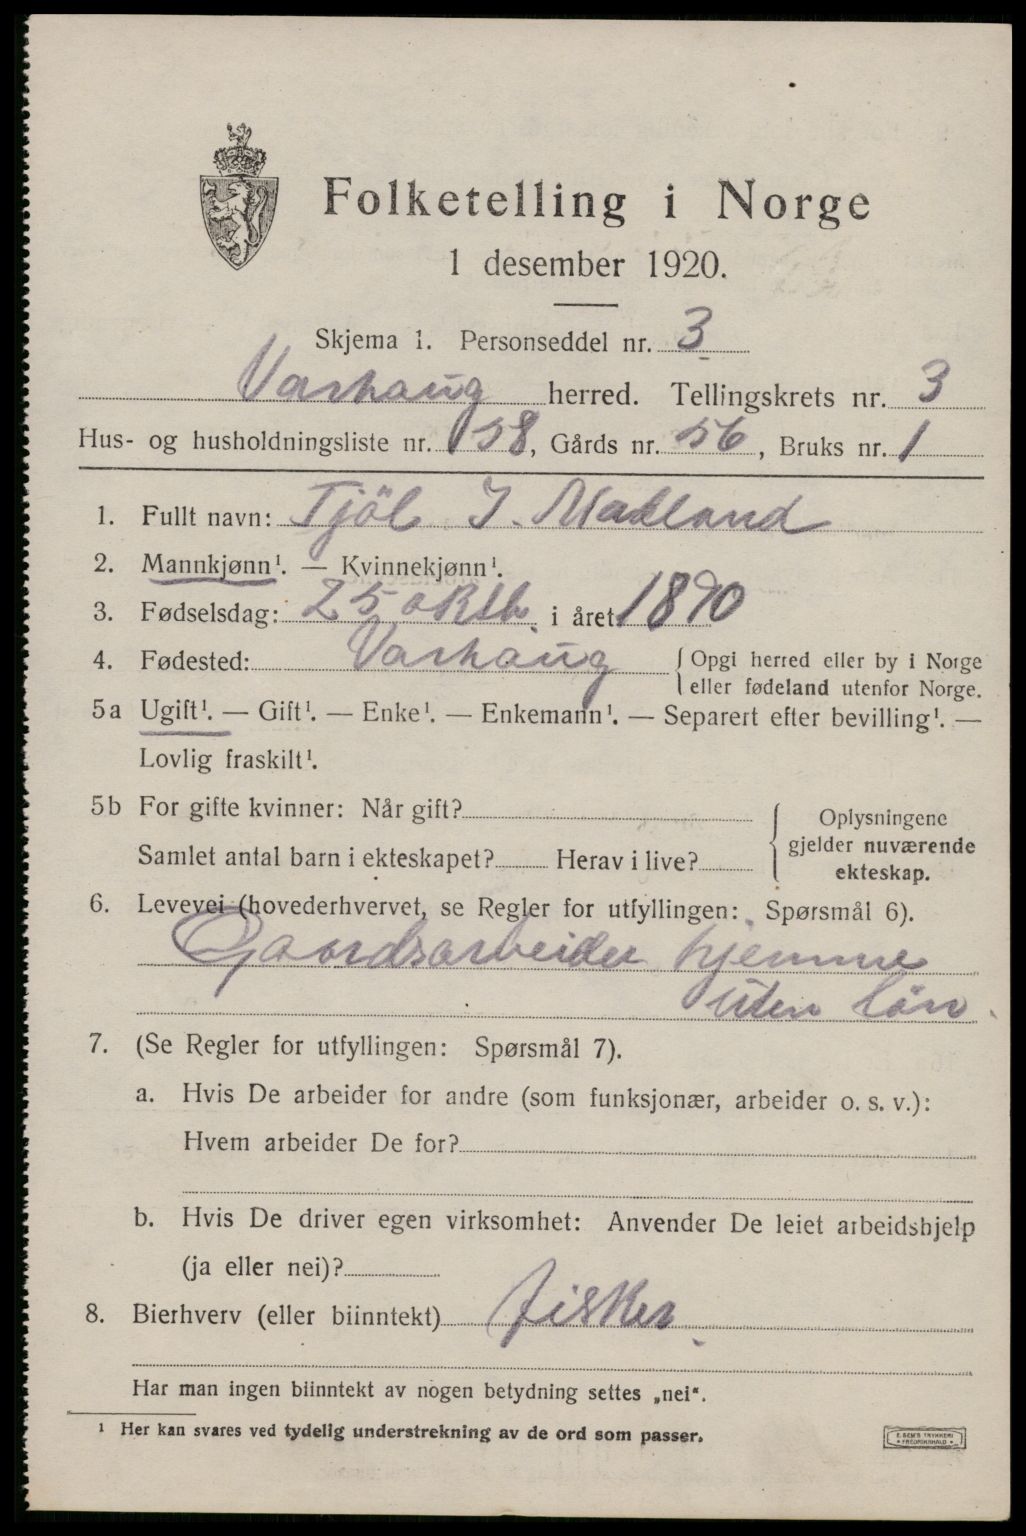 Folketelling i Norge
1 desember 1920.
Skjema 1. Personseddel nr. 3
Varhaug herred. Tellingskrets nr. 3
Hus- og husholdningsliste nr. 158, Gårds nr. 56, Bruks nr. 1
1. Fullt navn: Tjöl J. Madland
2. Mannkjønn¹. — Kvinnekjønn¹.
3. Fødselsdag: 25 oktb. i året 1890
4. Fødested: Varhaug { Opgi herred eller by i Norge
eller fødeland utenfor Norge.
5a Ugift¹. — Gift¹. — Enke¹. — Enkemann¹. — Separert efter bevilling¹. —
Lovlig fraskilt¹.
5b For gifte kvinner: Når gift?
Samlet antal barn i ekteskapet? Herav i live?
{ Oplysningene
gjelder nuværende
ekteskap.
6. Levevei (hovederhvervet, se Regler for utfyllingen: Spørsmål 6).
Gaardsarbeider hjemme
uten løn.
7. (Se Regler for utfyllingen: Spørsmål 7).
a. Hvis De arbeider for andre (som funksjonær, arbeider o. s. v.):
Hvem arbeider De for?
b. Hvis De driver egen virksomhet: Anvender De leiet arbeidshjelp
(ja eller nei)?
8. Bierhverv (eller biinntekt) fisker.
Har man ingen biinntekt av nogen betydning settes „nei“.
¹ Her kan svares ved tydelig understrekning av de ord som passer.
E. SEM'S TRYKKERI
• FREDRIKSHALD •